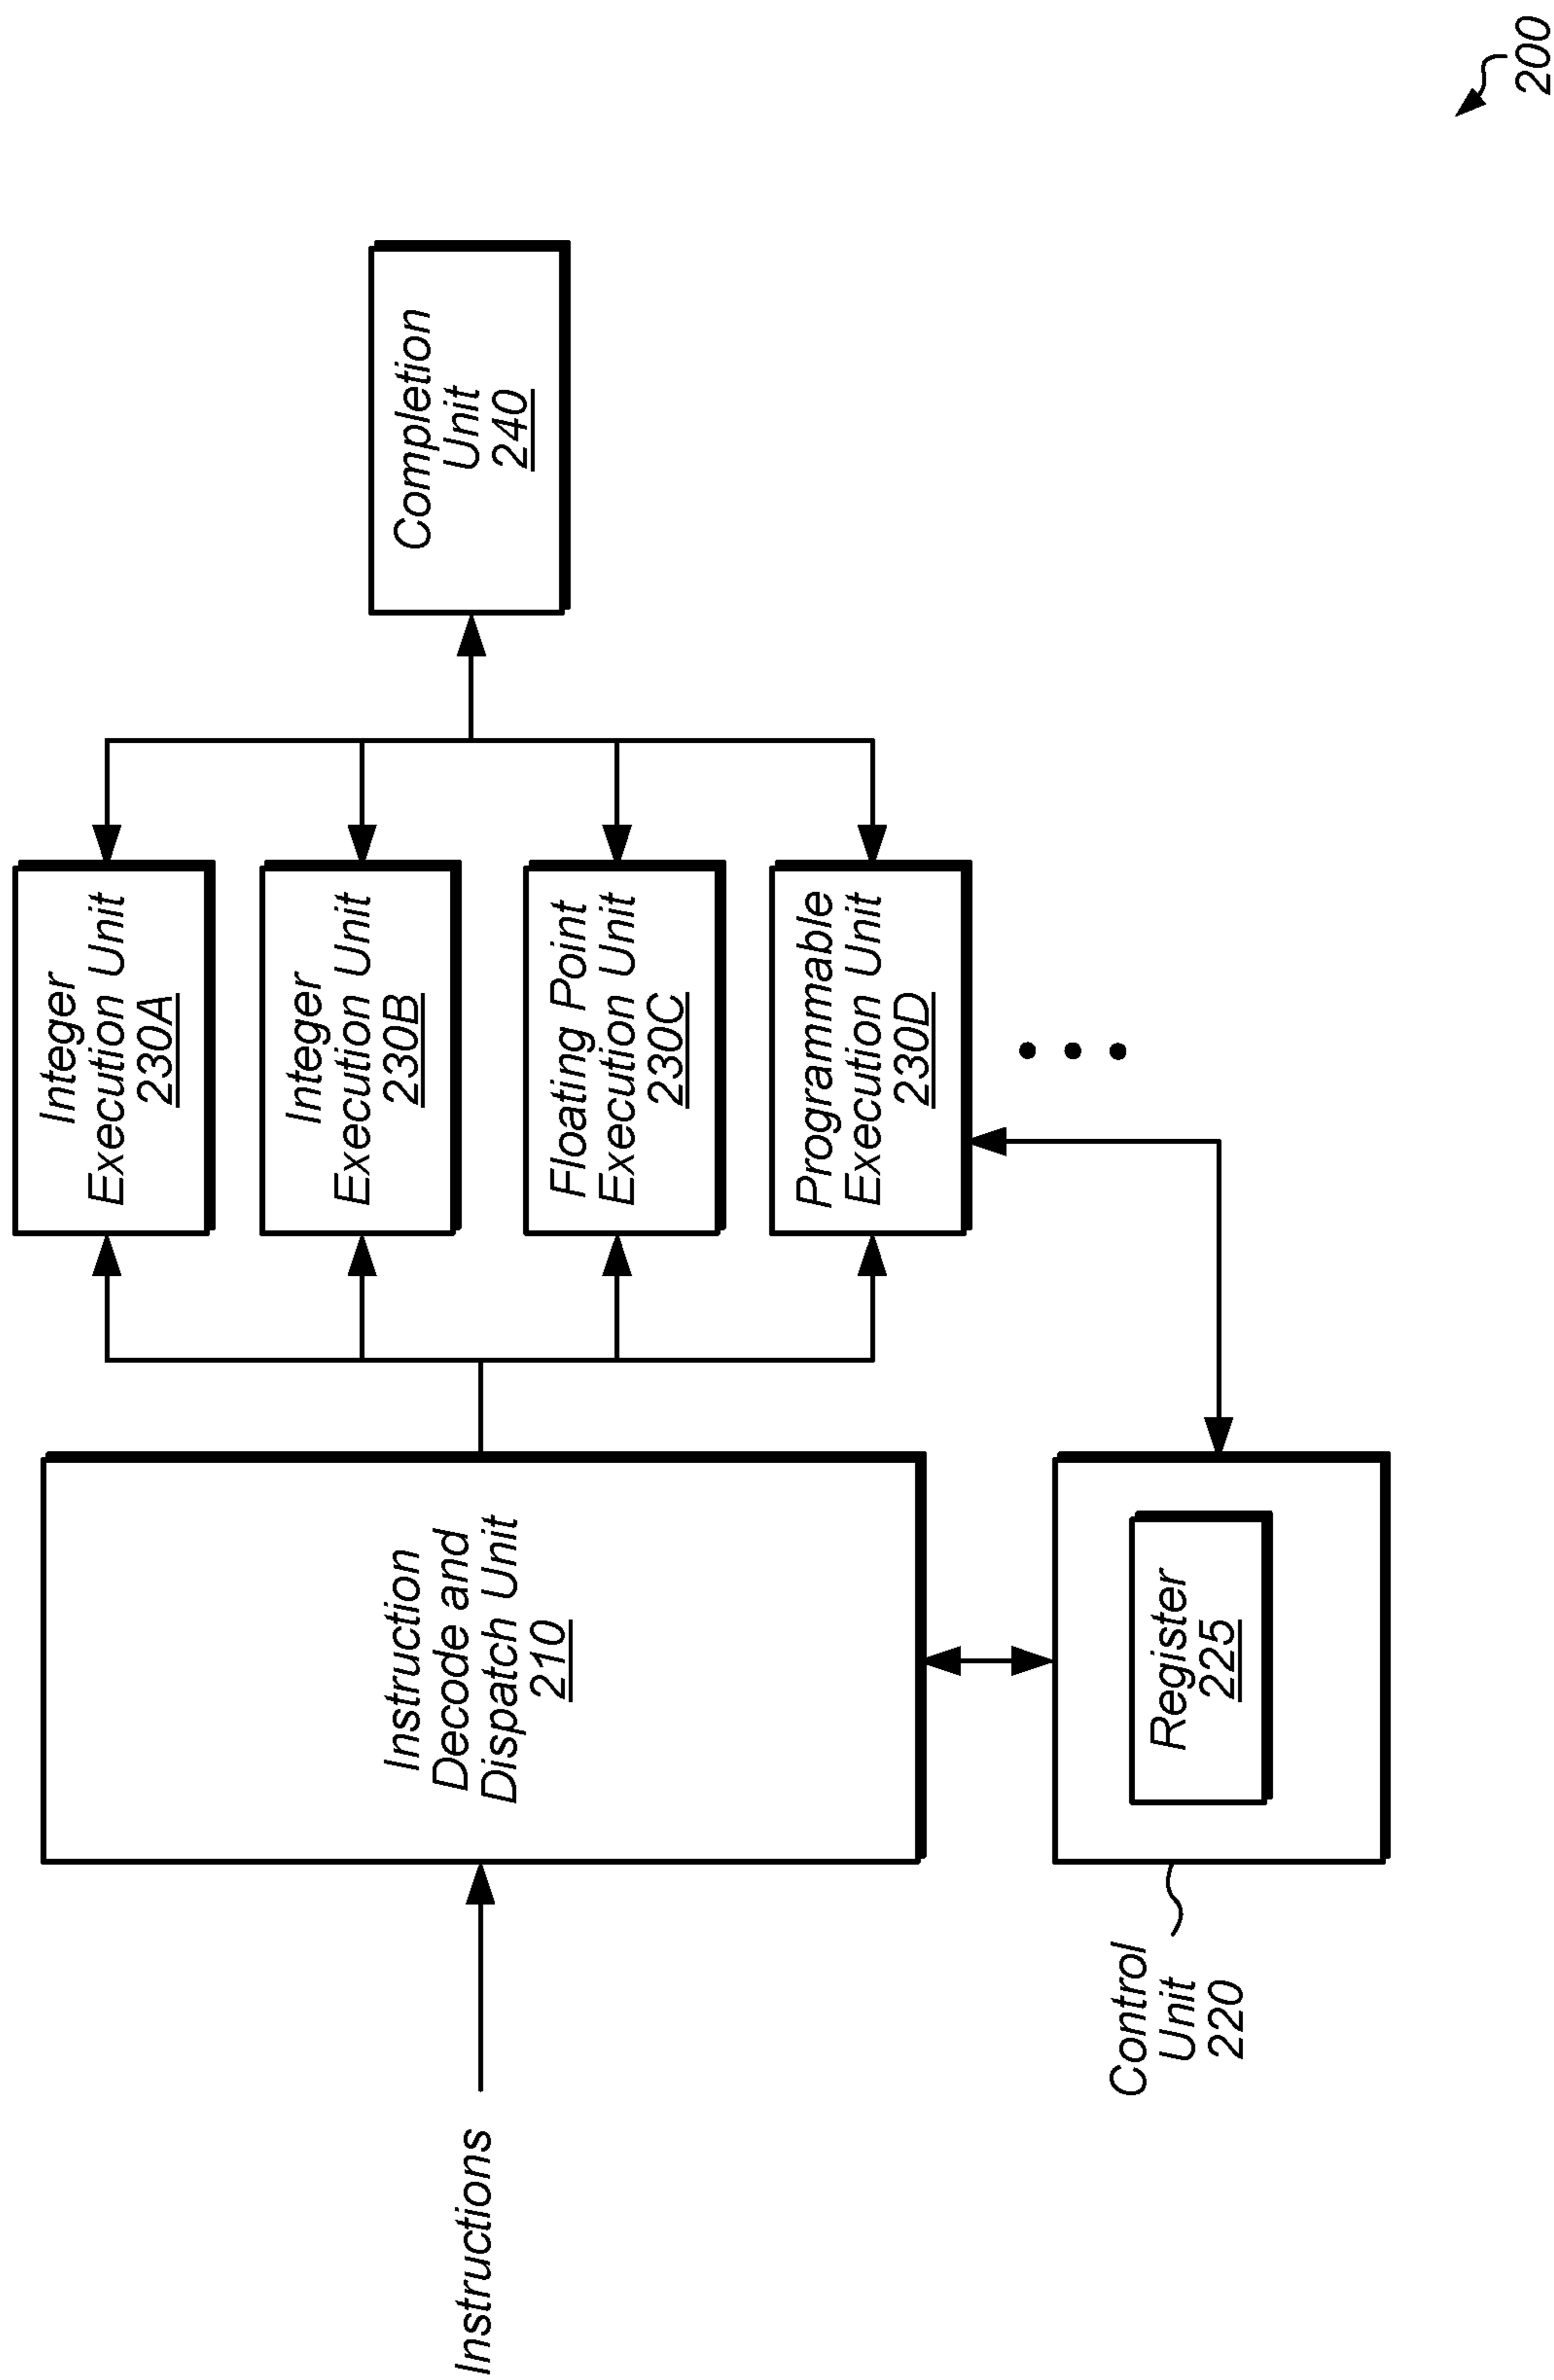 Instructions
Instruction
Decode and
Dispatch Unit
210
Control
Unit
220
Register
225
Integer
Execution Unit
230A
Integer
Execution Unit
230B
Floating Point
Execution Unit
230C
Programmable
Execution Unit
230D
Completion
Unit
240
200